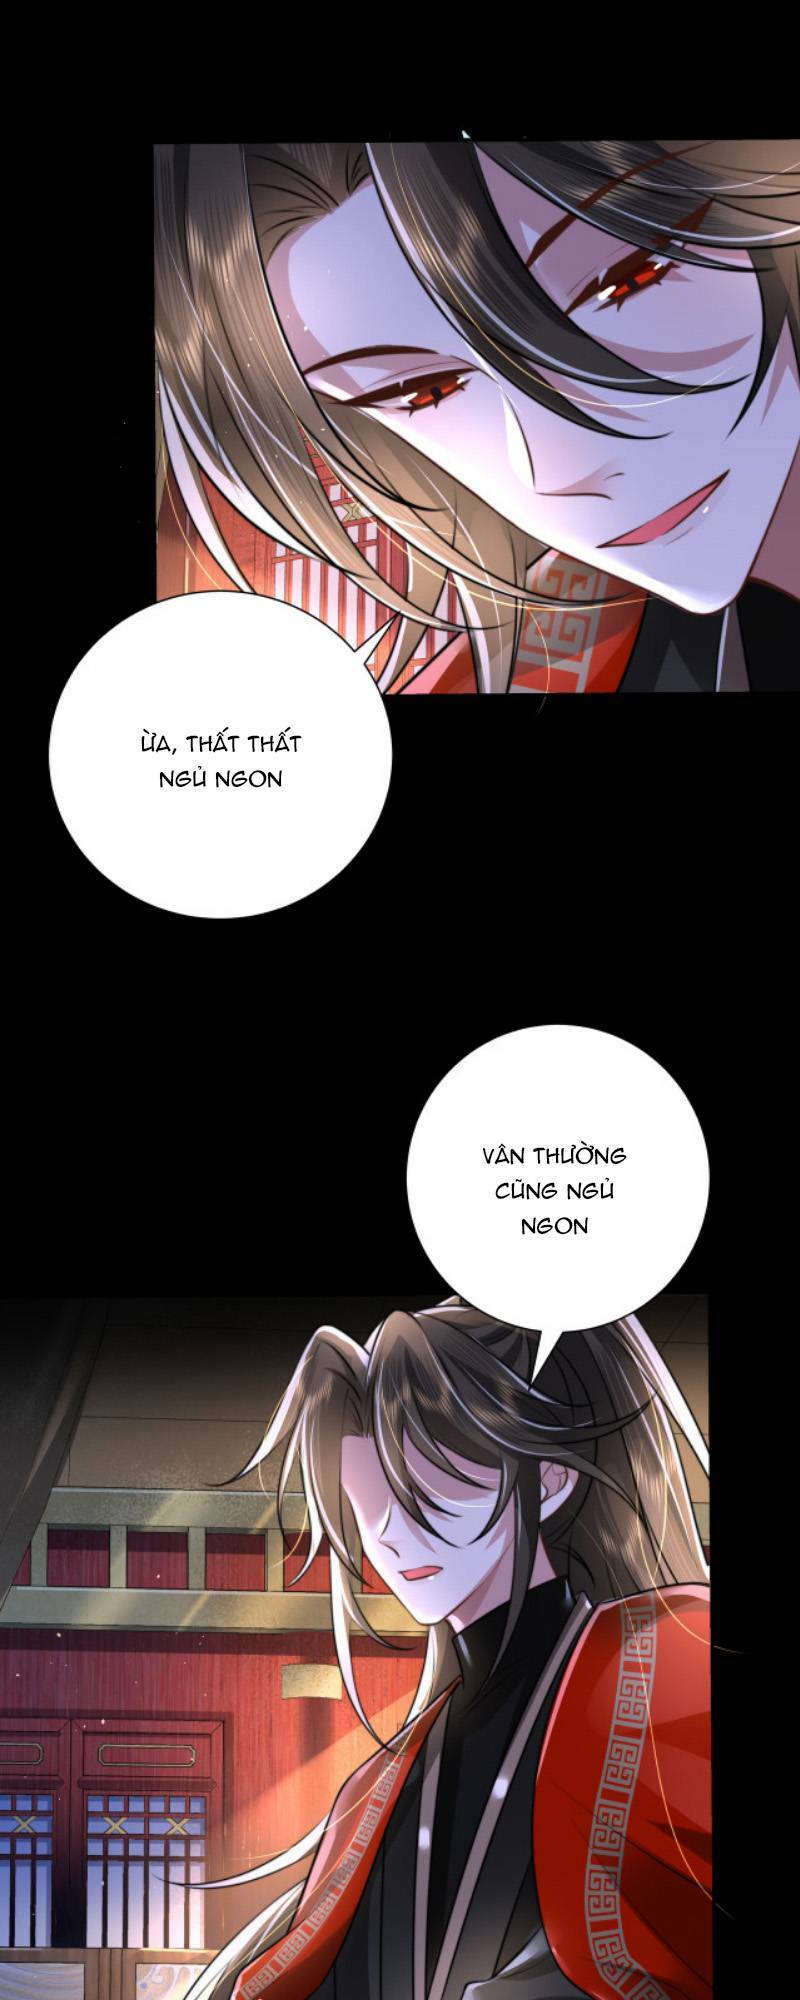 ỪA, THẤT THẤT
NGỦ NGON
VÂN THƯỜNG
CŨNG NGỦ
NGON